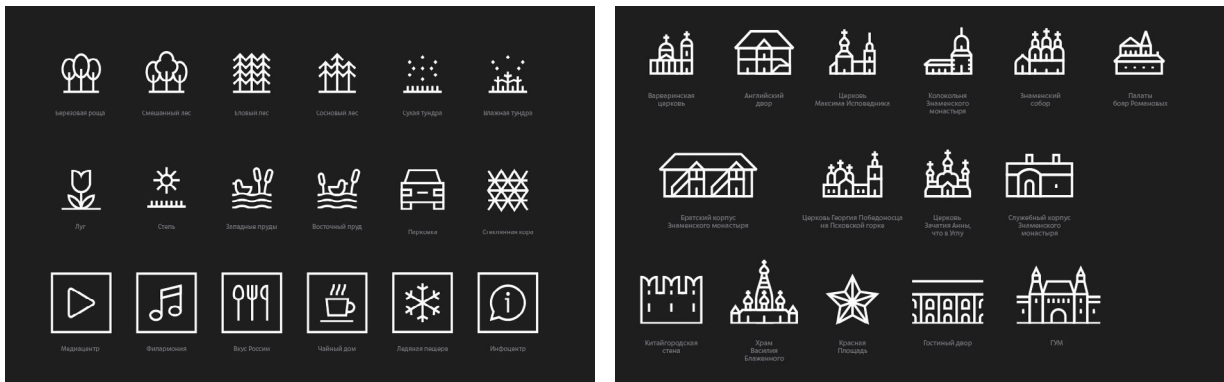 Березовая роща
Смешанный лес
Еловый лес
Сосновый лес
Сухая тундра
Влажная тундра
Луг
Степь
Западные пруды
Восточный пруд
Парковка
Стеклянная кора
Медиацентр
Филармония
Вкус России
Чайный дом
Ледяная пещера
Инфоцентр
Варваринская
церковь
Английский
двор
Церковь
Максима Исповедника
Колокольня
Знаменского
монастыря
Знаменский
собор
Палаты
бояр Романовых
Братский корпус
Знаменского монастыря
Церковь Георгия Победоносца
на Псковской горке
Церковь
Зачатия Анны,
что в Углу
Служебный корпус
Знаменского
монастыря
Китайгородская
стена
Храм
Василия
Блаженного
Красная
Площадь
Гостиный двор
ГУМ